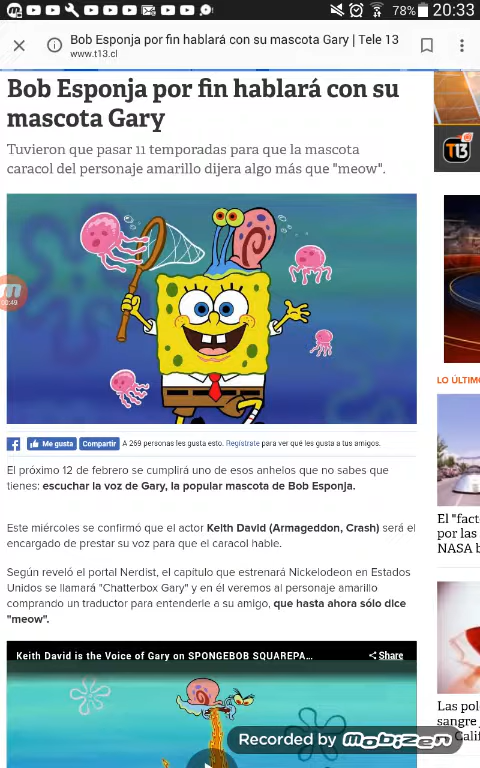 78% 20:33
Bob Esponja por fin hablará con su mascota Gary | Tele 13
www.t13.cl
Bob Esponja por fin hablará con su
mascota Gary
Tuvieron que pasar 11 temporadas para que la mascota
caracol del personaje amarillo dijera algo más que "meow".
T13
00:49
LO ÚLTIMO
Me gusta Compartir A 269 personas les gusta esto. Regístrate para ver qué les gusta a tus amigos.
El próximo 12 de febrero se cumplirá uno de esos anhelos que no sabes que
tienes: escuchar la voz de Gary, la popular mascota de Bob Esponja.
Este miércoles se confirmó que el actor Keith David (Armageddon, Crash) será el
encargado de prestar su voz para que el caracol hable.
Según reveló el portal Nerdist, el capítulo que estrenará Nickelodeon en Estados
Unidos se llamará "Chatterbox Gary" y en él veremos al personaje amarillo
comprando un traductor para entenderle a su amigo, que hasta ahora sólo dice
"meow".
El "fact
por las
NASA b
Keith David is the Voice of Gary on SPONGEBOB SQUAREPA... Share
Las pol
sangre
Calif
Recorded by Mobizen